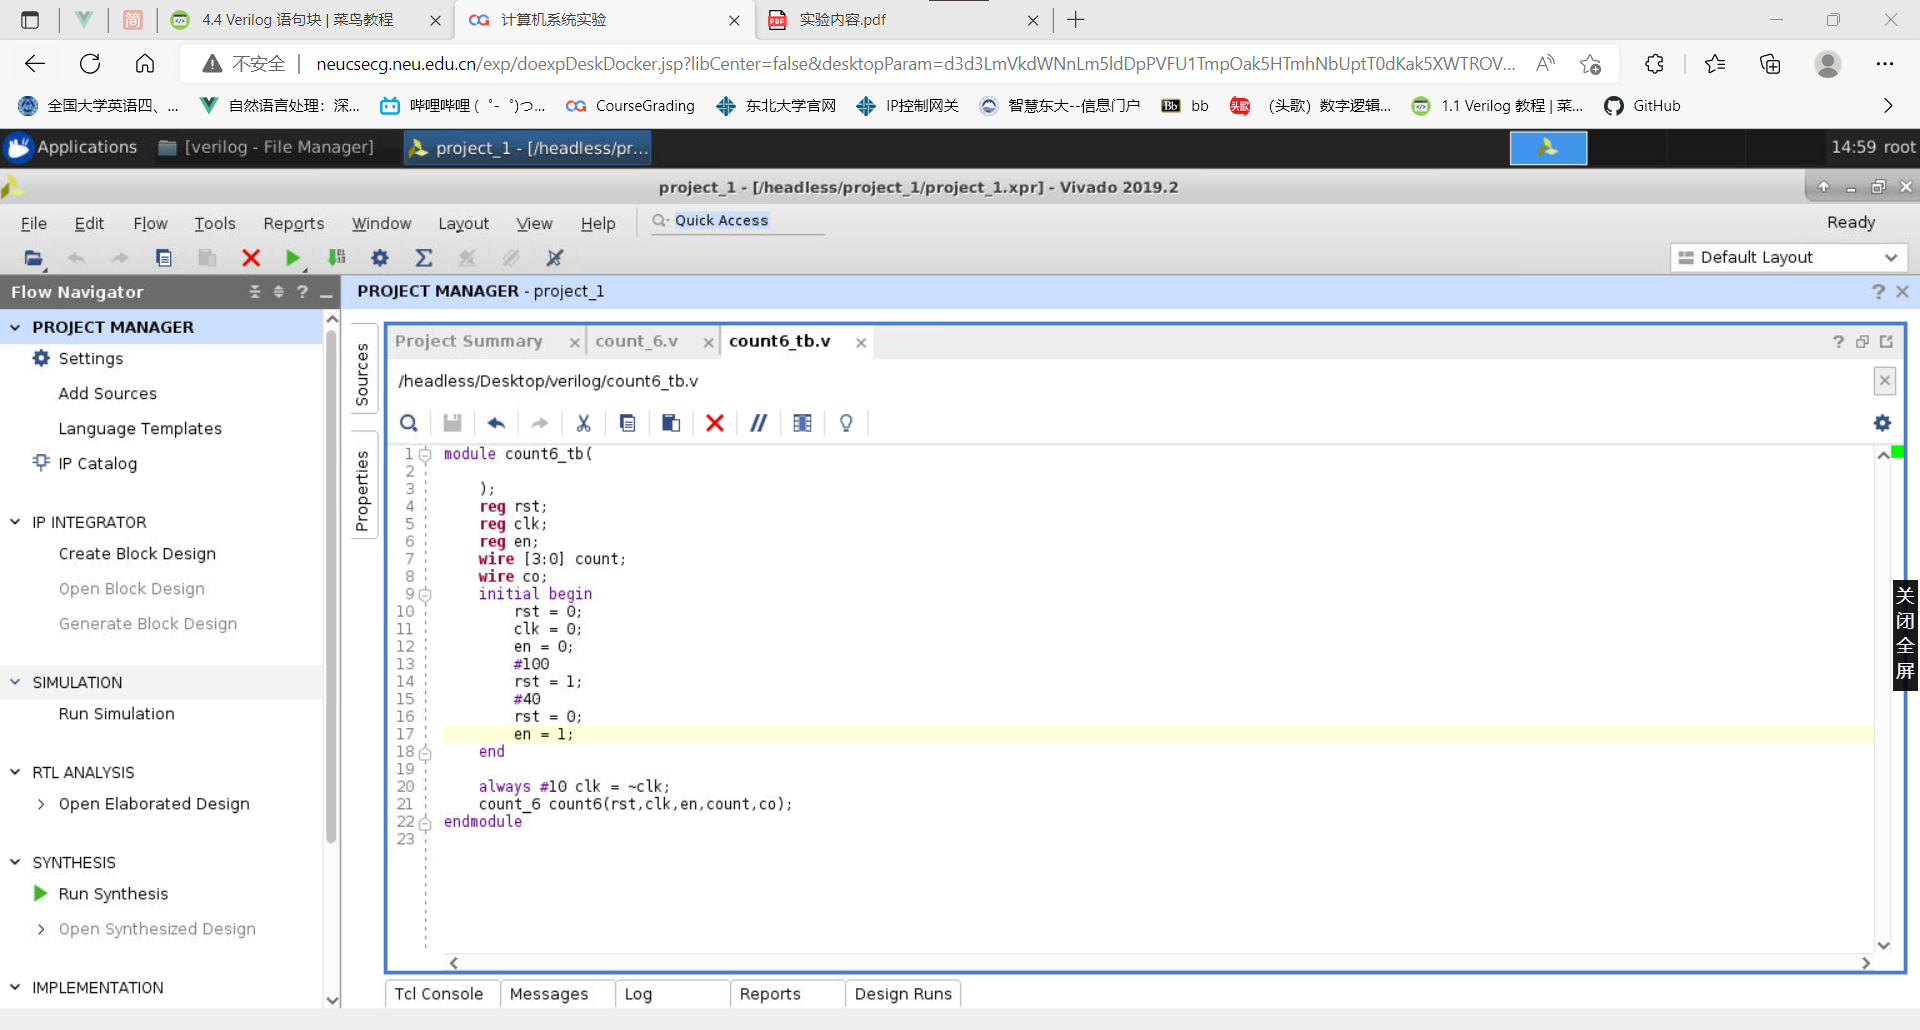 4.4 Verilog 语句块 | 菜鸟教程
计算机系统实验
实验内容.pdf
不安全
neucsecg.neu.edu.cn/exp/doexpDeskDocker.jsp?libCenter=false&desktopParam=d3d3LmVkdWNnLm5ldDpPVFU1TmpOak5HTmhNbUptT0dKak5XWTROV...
全国大学英语四、...
自然语言处理：深...
哔哩哔哩 ( ゜- ゜)つ...
CourseGrading
东北大学官网
IP控制网关
智慧东大--信息门户
bb
(头歌) 数字逻辑...
1.1 Verilog 教程 | 菜...
GitHub
Applications
[verilog - File Manager]
project_1 - [/headless/pr...
14:59 root
project_1 - [/headless/project_1/project_1.xpr] - Vivado 2019.2
File Edit Flow Tools Reports Window Layout View Help
Quick Access
Ready
Default Layout
Flow Navigator
PROJECT MANAGER - project_1
PROJECT MANAGER
Settings
Add Sources
Language Templates
IP Catalog
IP INTEGRATOR
Create Block Design
Open Block Design
Generate Block Design
SIMULATION
Run Simulation
RTL ANALYSIS
Open Elaborated Design
SYNTHESIS
Run Synthesis
Open Synthesized Design
IMPLEMENTATION
Sources
Properties
Project Summary
count_6.v
count6_tb.v
/headless/Desktop/verilog/count6_tb.v
1 module count6_tb(
2
3 );
4 reg rst;
5 reg clk;
6 reg en;
7 wire [3:0] count;
8 wire co;
9 initial begin
10 rst = 0;
11 clk = 0;
12 en = 0;
13 #100
14 rst = 1;
15 #40
16 rst = 0;
17 en = 1;
18 end
19
20 always #10 clk = ~clk;
21 count_6 count6(rst,clk,en,count,co);
22 endmodule
23
关
闭
全
屏
Tcl Console
Messages
Log
Reports
Design Runs